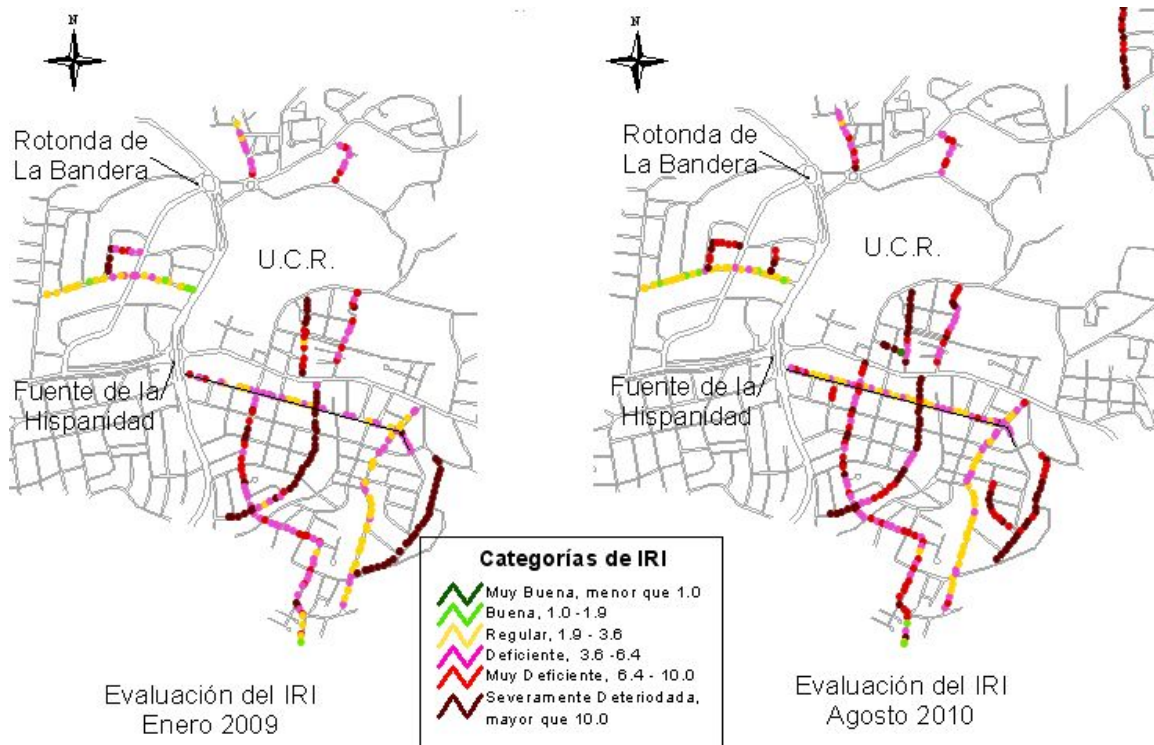 N
Rotonda de
La Bandera
U.C.R.
Fuente de la
Hispanidad
Evaluación del IRI
Enero 2009
N
Rotonda de
La Bandera
U.C.R.
Fuente de la
Hispanidad
Evaluación del IRI
Agosto 2010
Categorías de IRI
Muy Buena, menor que 1.0
Buena, 1.0 -1.9
Regular, 1.9 - 3.6
Deficiente, 3.6 -6.4
Muy Deficiente, 6.4 - 10.0
Severamente Deteriodada,
mayor que 10.0